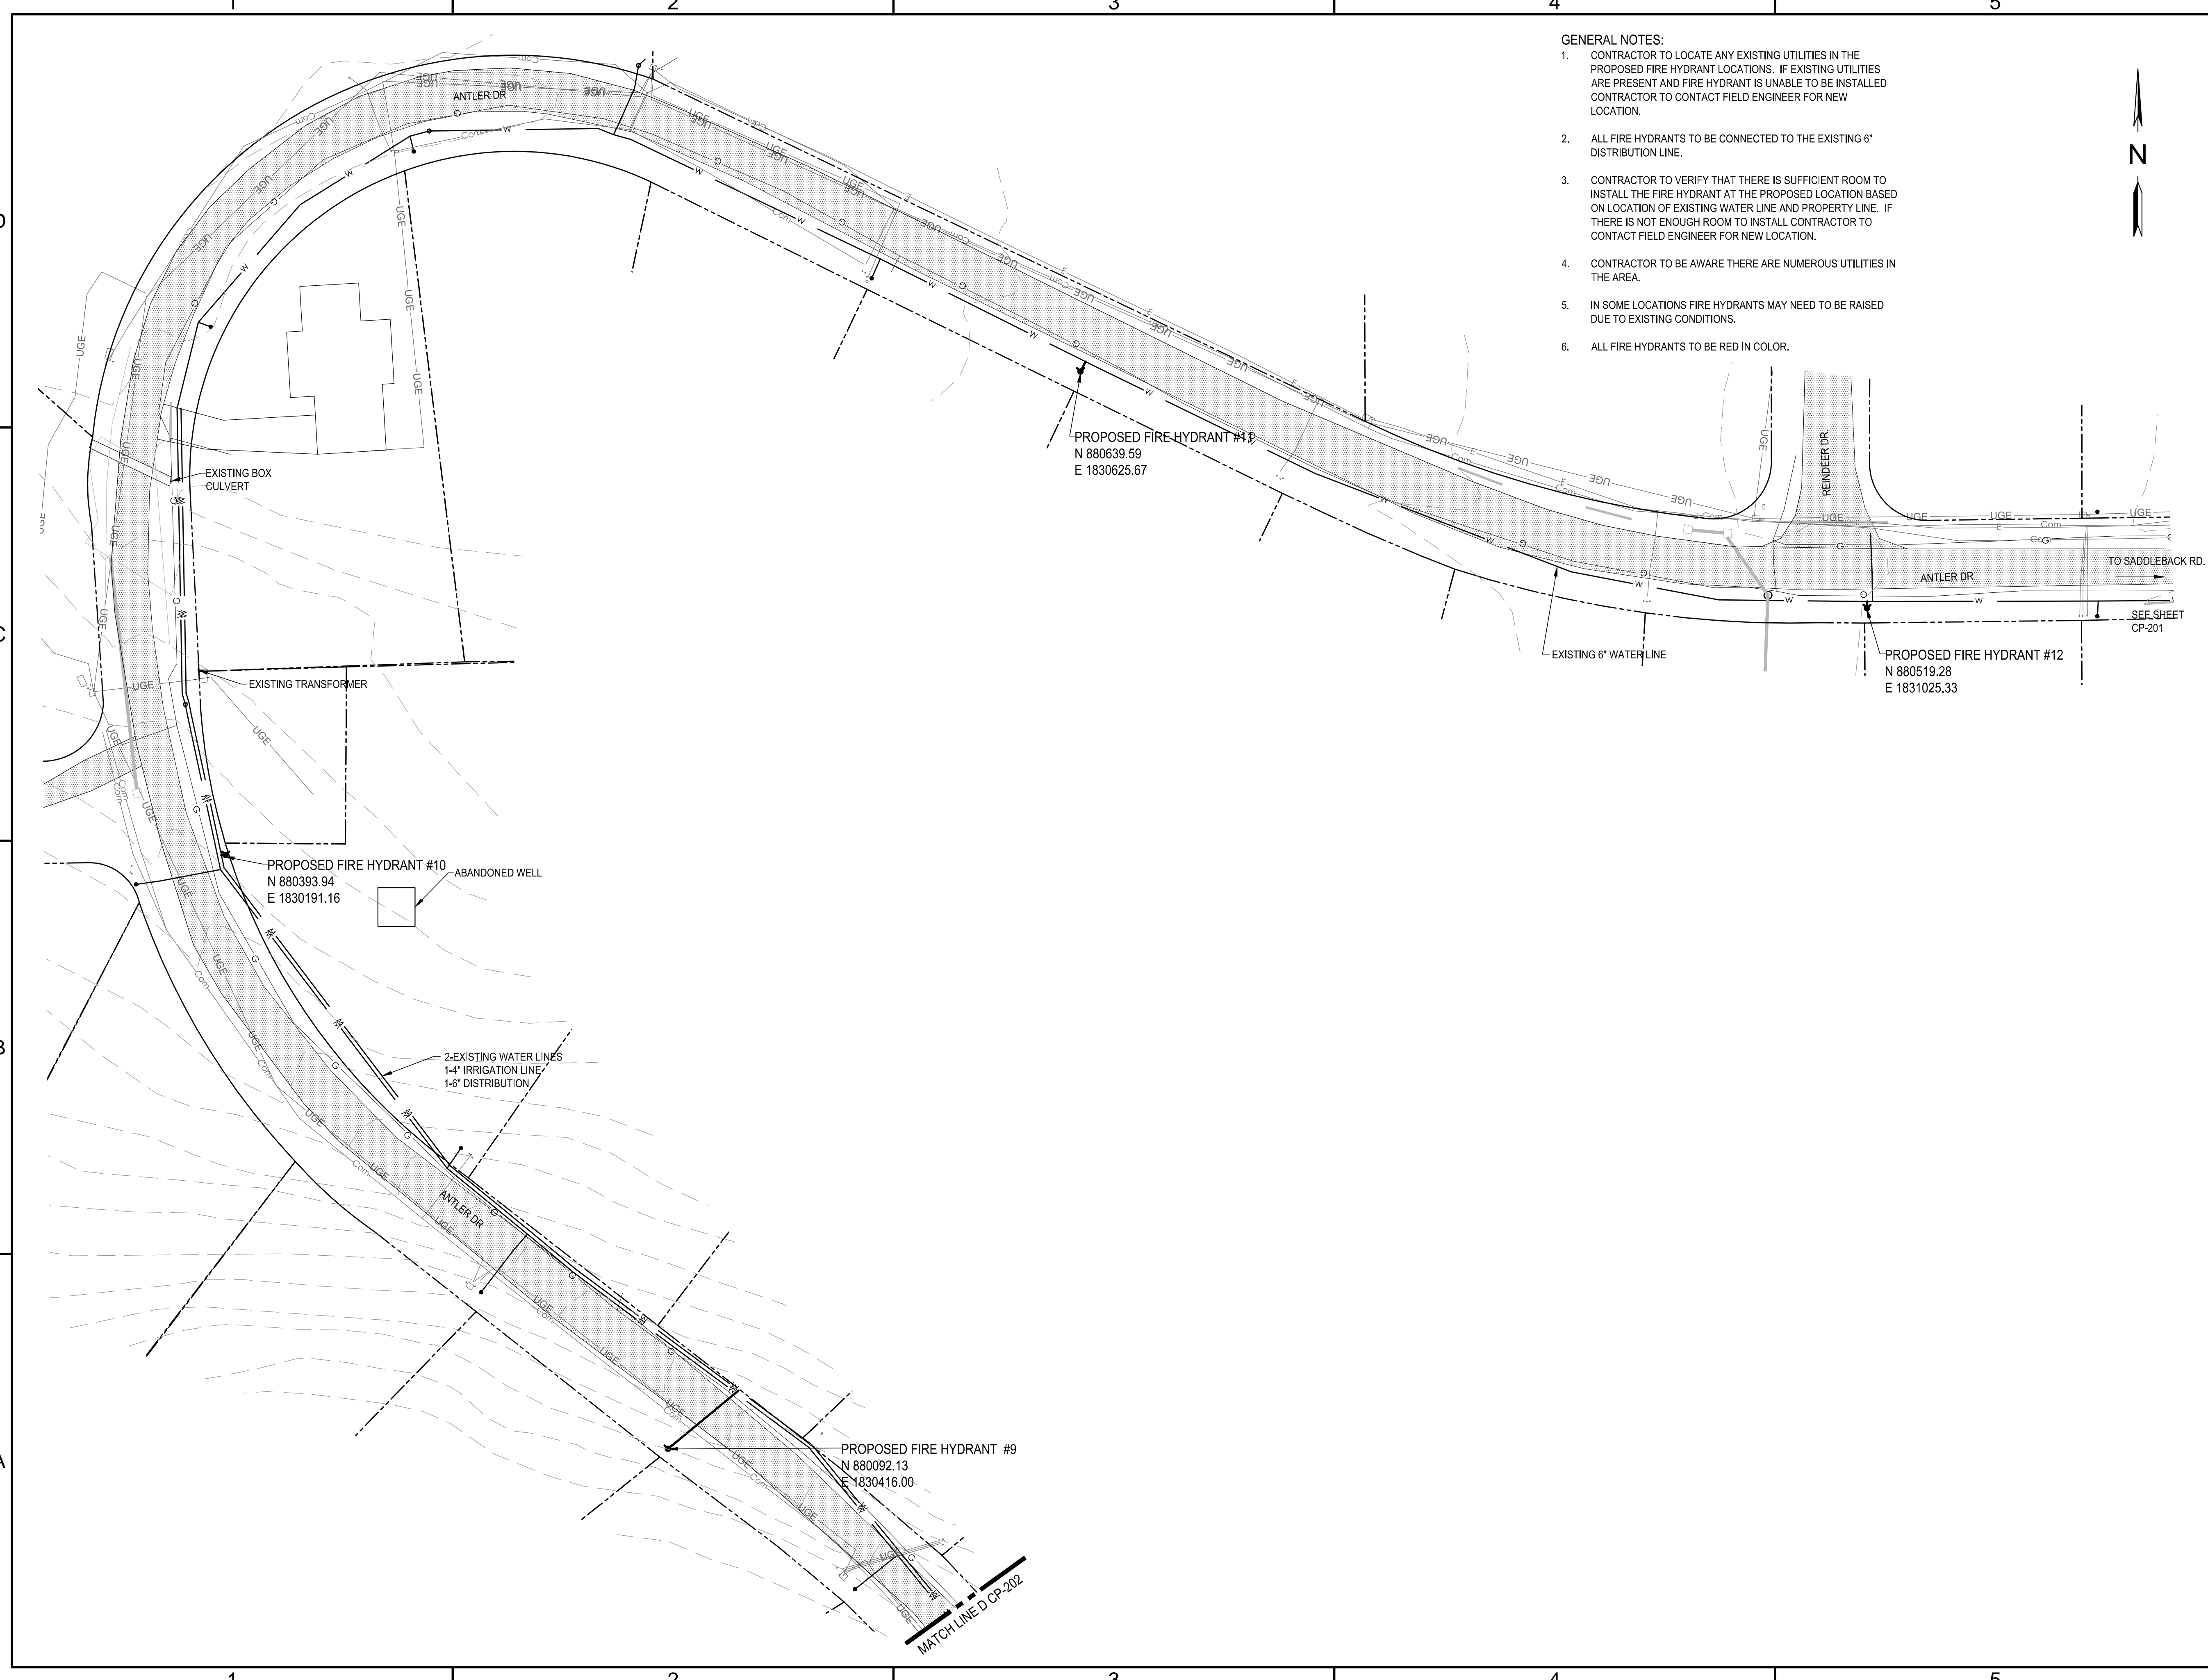 1 2 3 4 5
GENERAL NOTES:
1. CONTRACTOR TO LOCATE ANY EXISTING UTILITIES IN THE
PROPOSED FIRE HYDRANT LOCATIONS. IF EXISTING UTILITIES
ARE PRESENT AND FIRE HYDRANT IS UNABLE TO BE INSTALLED
CONTRACTOR TO CONTACT FIELD ENGINEER FOR NEW
LOCATION.
2. ALL FIRE HYDRANTS TO BE CONNECTED TO THE EXISTING 6"
DISTRIBUTION LINE.
3. CONTRACTOR TO VERIFY THAT THERE IS SUFFICIENT ROOM TO
INSTALL THE FIRE HYDRANT AT THE PROPOSED LOCATION BASED
ON LOCATION OF EXISTING WATER LINE AND PROPERTY LINE. IF
THERE IS NOT ENOUGH ROOM TO INSTALL CONTRACTOR TO
CONTACT FIELD ENGINEER FOR NEW LOCATION.
4. CONTRACTOR TO BE AWARE THERE ARE NUMEROUS UTILITIES IN
THE AREA.
5. IN SOME LOCATIONS FIRE HYDRANTS MAY NEED TO BE RAISED
DUE TO EXISTING CONDITIONS.
6. ALL FIRE HYDRANTS TO BE RED IN COLOR.
N
ANTLER DR
PROPOSED FIRE HYDRANT #11
N 880639.59
E 1830625.67
REINDEER DR.
EXISTING BOX
CULVERT
TO SADDLEBACK RD.
ANTLER DR
SEE SHEET
CP-201
EXISTING 6" WATER LINE
PROPOSED FIRE HYDRANT #12
N 880519.28
E 1831025.33
EXISTING TRANSFORMER
PROPOSED FIRE HYDRANT #10
N 880393.94
E 1830191.16
ABANDONED WELL
2-EXISTING WATER LINES
1-4" IRRIGATION LINE
1-6" DISTRIBUTION
ANTLER DR
PROPOSED FIRE HYDRANT #9
N 880092.13
E 1830416.00
MATCH LINE D CP-202
UGE
Com
G
W
E